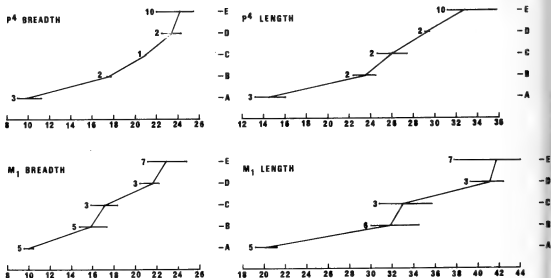 P⁴ BREADTH
10
2
1
2
3
-E
-D
-C
-B
-A
8 10 12 14 16 18 20 22 24 26
P⁴ LENGTH
10
2
2
2
3
-E
-D
-C
-B
-A
12 14 16 18 20 22 24 26 28 30 32 34 36
M₁ BREADTH
7
3
3
5
5
-E
-D
-C
-B
-A
8 10 12 14 16 18 20 22 24 26
M₁ LENGTH
7
3
3
6
5
-E
-D
-C
-B
-A
18 20 22 24 26 28 30 32 34 36 38 40 42 44